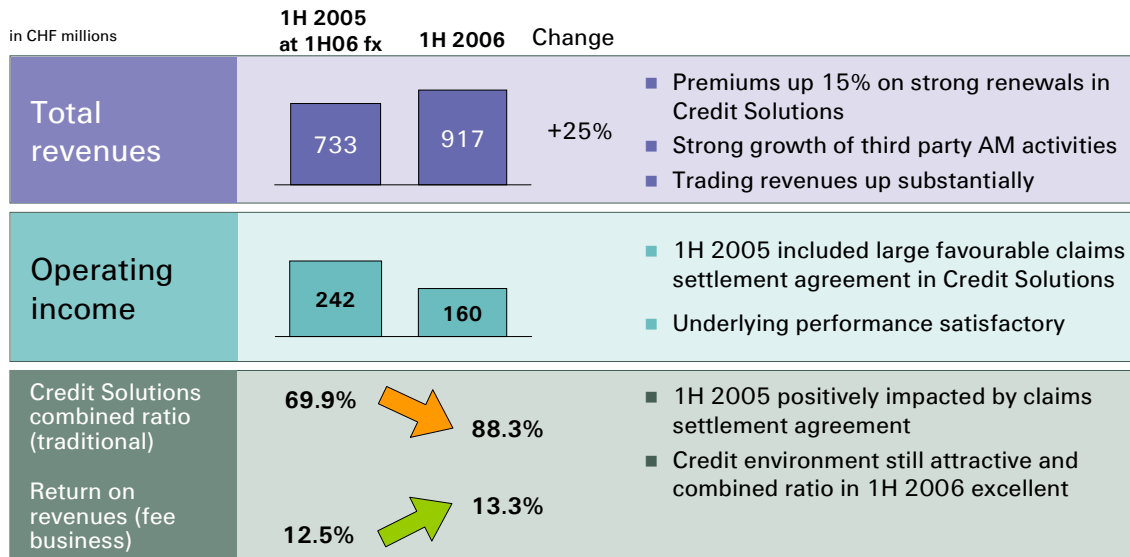 in CHF millions
1H 2005
at 1H06 fx
1H 2006
Change
Total
revenues
733
917
+25%
■ Premiums up 15% on strong renewals in
Credit Solutions
■ Strong growth of third party AM activities
■ Trading revenues up substantially
Operating
income
242
160
■ 1H 2005 included large favourable claims
settlement agreement in Credit Solutions
■ Underlying performance satisfactory
Credit Solutions
combined ratio
(traditional)
69.9%
88.3%
■ 1H 2005 positively impacted by claims
settlement agreement
■ Credit environment still attractive and
combined ratio in 1H 2006 excellent
Return on
revenues (fee
business)
12.5%
13.3%